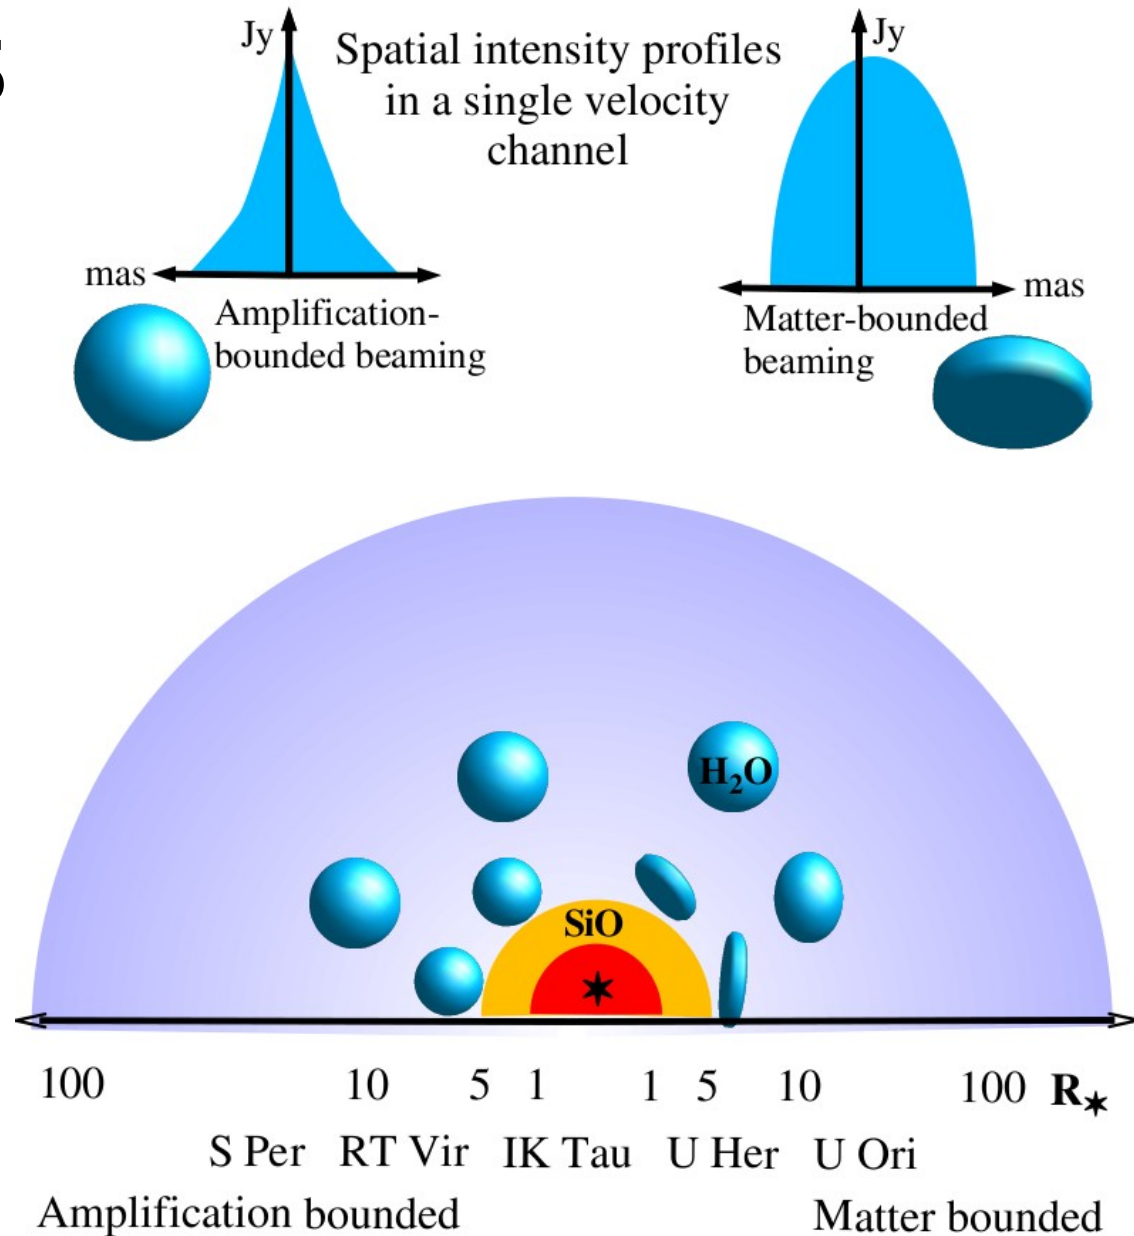 Jy
Spatial intensity profiles
in a single velocity
channel
Jy
mas
Amplification-
bounded beaming
mas
Matter-bounded
beaming
H₂O
SiO
100 10 5 1 1 5 10 100 R★
S Per RT Vir IK Tau U Her U Ori
Amplification bounded Matter bounded